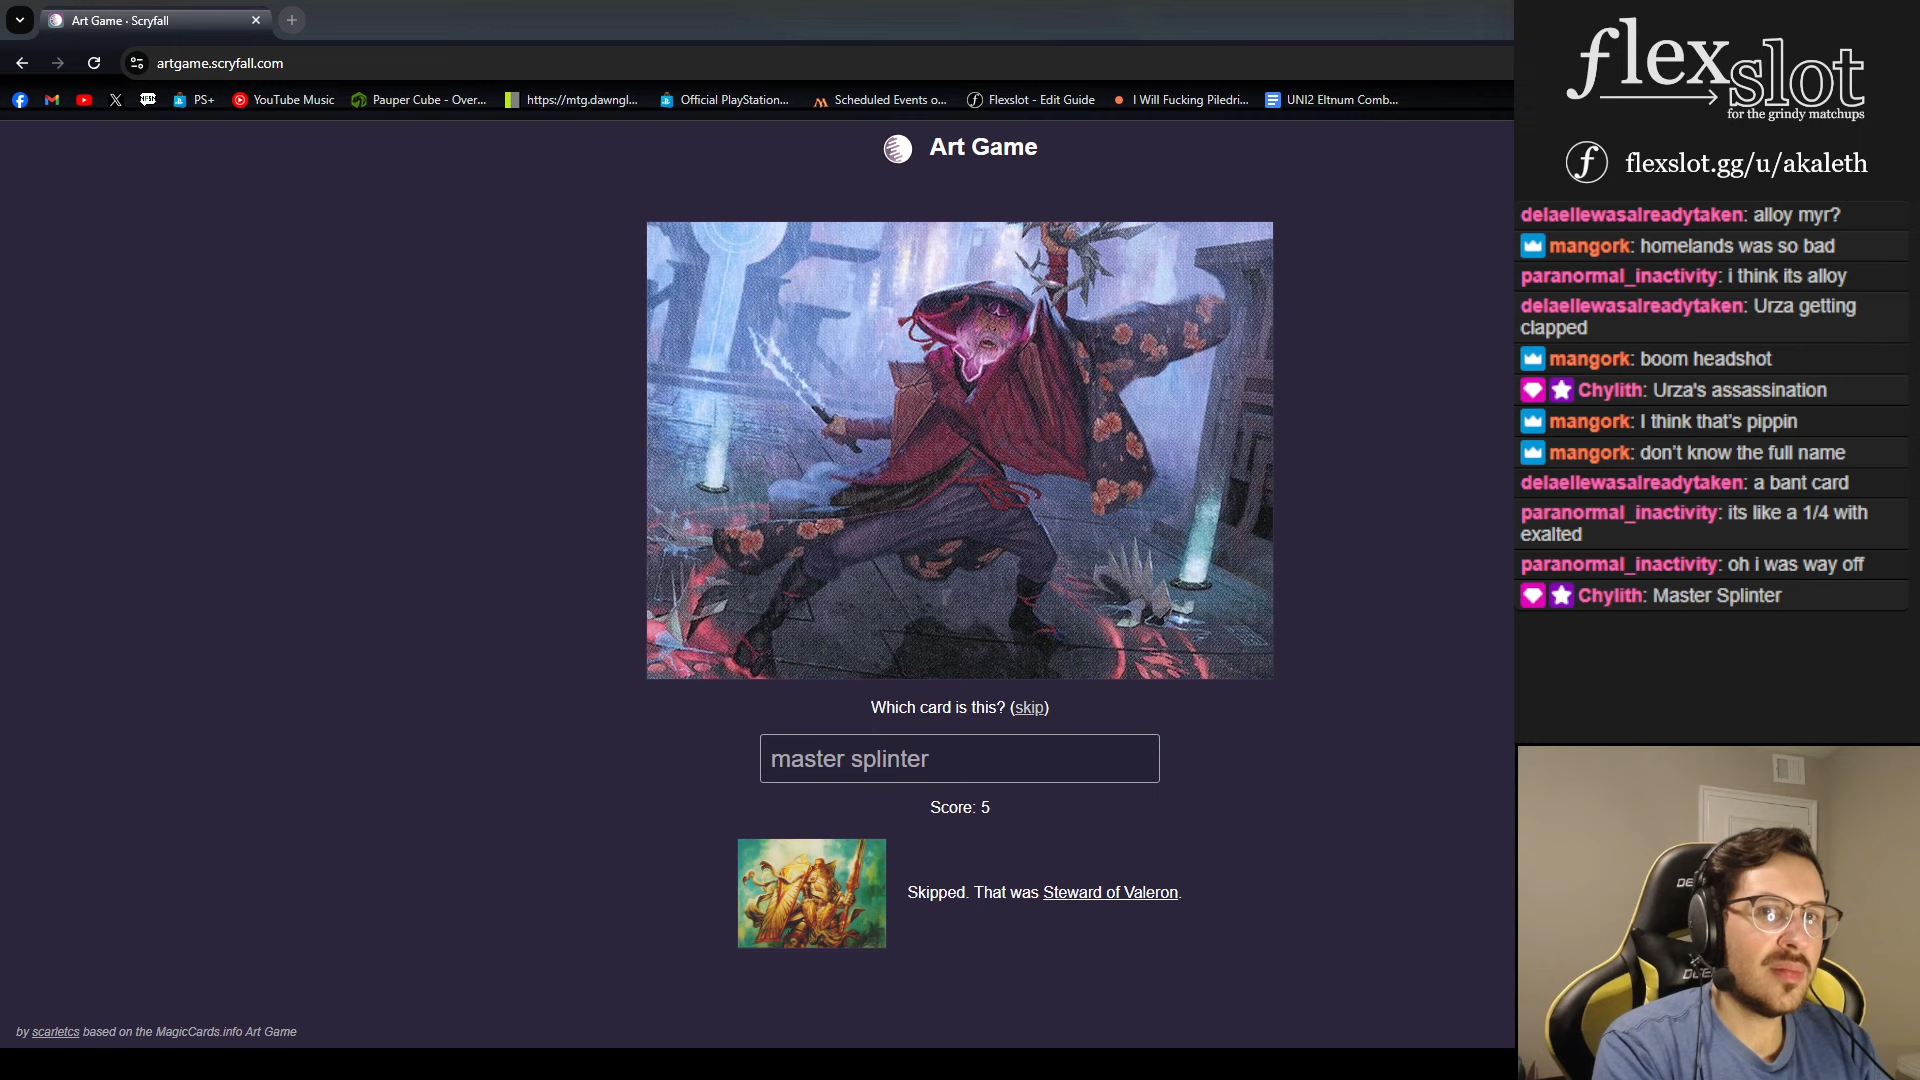 Art Game · Scryfall
artgame.scryfall.com
PS+
YouTube Music
Pauper Cube - Over...
https://mtg.dawngl...
Official PlayStation...
Scheduled Events o...
Flexslot - Edit Guide
I Will Fucking Piledri...
UNI2 Eltnum Comb...
Art Game
Which card is this? (skip)
master splinter
Score: 5
Skipped. That was Steward of Valeron.
by scarletcs based on the MagicCards.info Art Game
flexslot
for the grindy matchups
flexslot.gg/u/akaleth
delaellewasalreadytaken: alloy myr?
mangork: homelands was so bad
paranormal_inactivity: i think its alloy
delaellewasalreadytaken: Urza getting
clapped
mangork: boom headshot
Chylith: Urza's assassination
mangork: I think that's pippin
mangork: don't know the full name
delaellewasalreadytaken: a bant card
paranormal_inactivity: its like a 1/4 with
exalted
paranormal_inactivity: oh i was way off
Chylith: Master Splinter